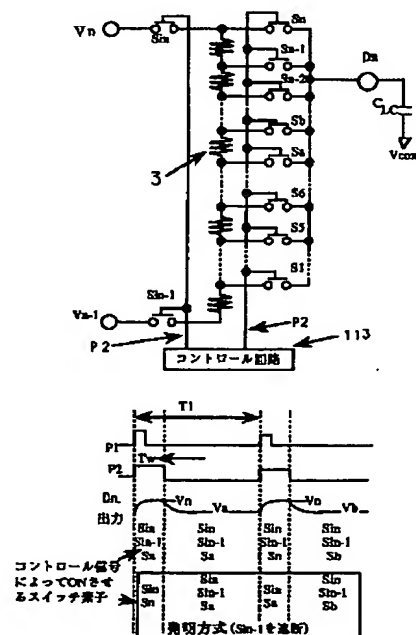 Vn
Sin
Sn
Sn-1
Sn-2
Dn
CLC
Vcom
Sb
3
Sa
S6
S5
S1
Sin-1
Vn-1
P2
P2
113
コントロール回路
T1
P1
Tw
P2
Dn
出力
Vn
Va
Vn
Vb
Sin
Sin
Sin
Sin
Sin-1
Sin-1
Sin-1
Sin-1
Sa
Sa
Sn
Sb
コントロール信号
によってONさせ
るスイッチ素子
Sin
Sn
Sin
Sin-1
Sa
Sin
Sa
Sin
Sin-1
Sb
発明方式(Sin-1を遮断)